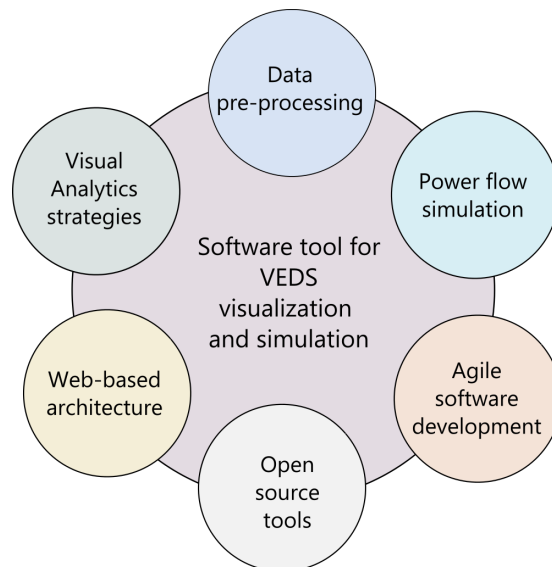 Data
pre-processing
Visual
Analytics
strategies
Power flow
simulation
Software tool for
VEDS
visualization
and simulation
Web-based
architecture
Agile
software
development
Open
source
tools